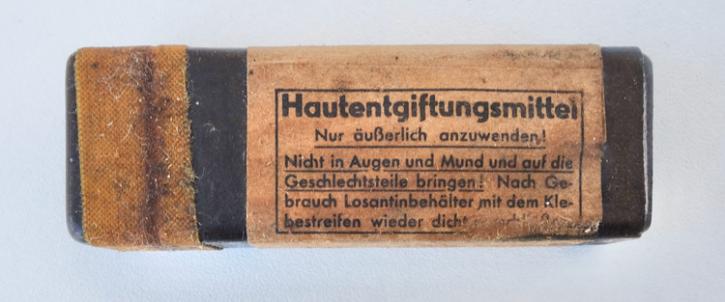 Hautentgiftungsmittel
Nur äußerlich anzuwenden!
Nicht in Augen und Mund und auf die
Geschlechtsteile bringen! Nach Ge-
brauch Losantinbehälter mit dem Kle-
bestreifen wieder dicht